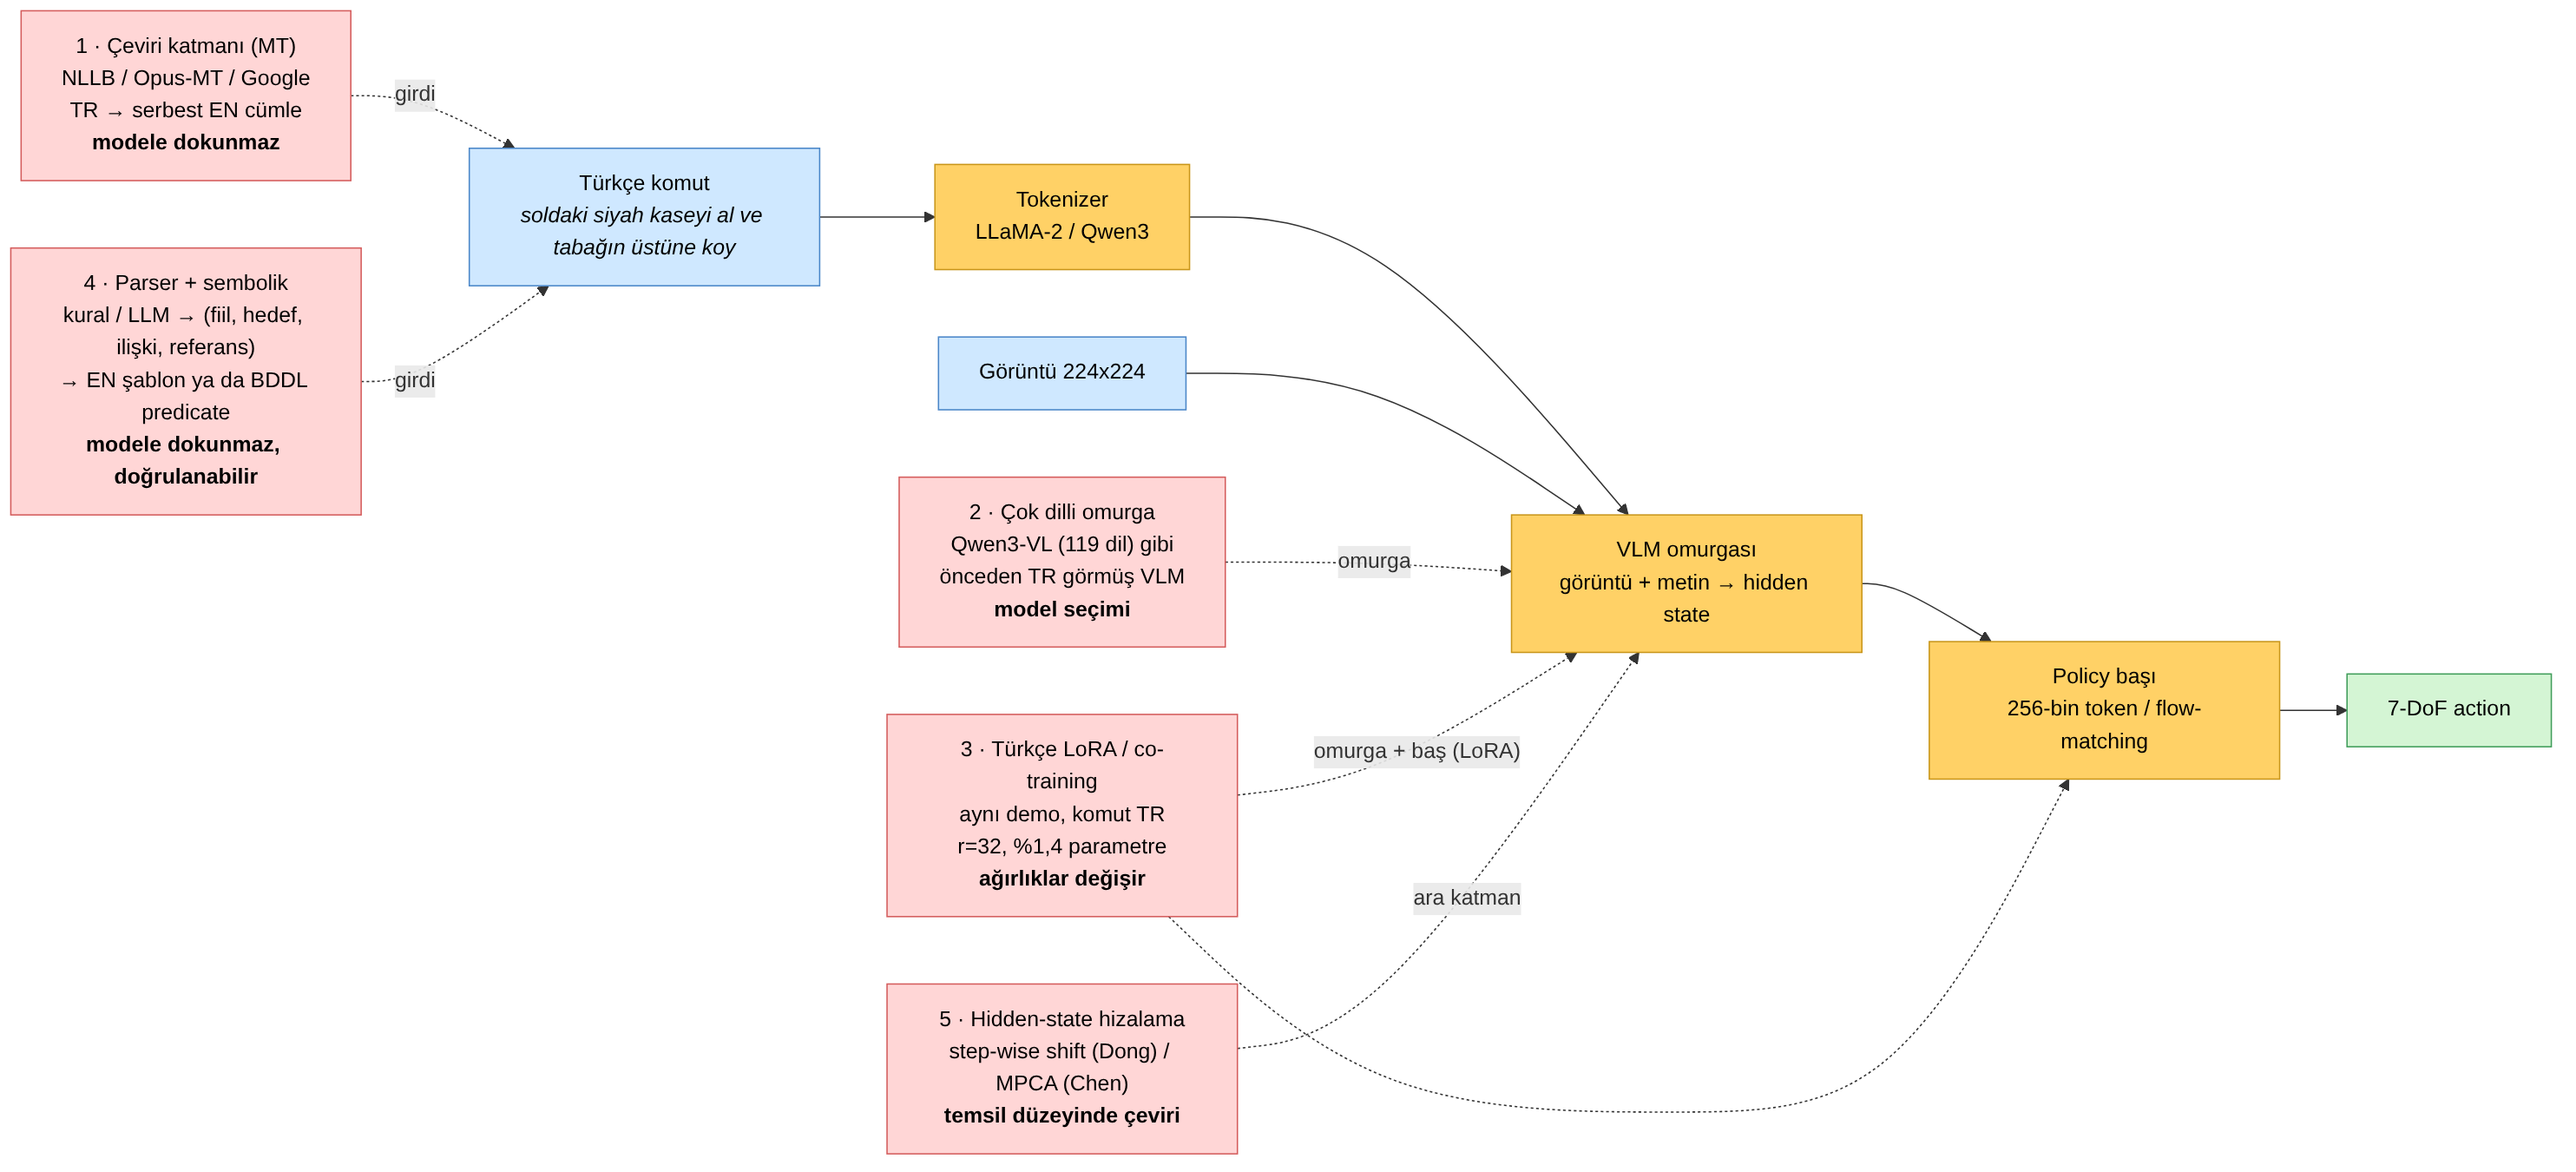 1 · Çeviri katmanı (MT)
NLLB / Opus-MT / Google
TR → serbest EN cümle
modele dokunmaz
girdi
4 · Parser + sembolik
kural / LLM → (fiil, hedef,
ilişki, referans)
→ EN şablon ya da BDDL
predicate
modele dokunmaz,
doğrulanabilir
girdi
Türkçe komut
soldaki siyah kaseyi al ve
tabağın üstüne koy
Tokenizer
LLaMA-2 / Qwen3
Görüntü 224x224
2 · Çok dilli omurga
Qwen3-VL (119 dil) gibi
önceden TR görmüş VLM
model seçimi
omurga
3 · Türkçe LoRA / co-
training
aynı demo, komut TR
r=32, %1,4 parametre
ağırlıklar değişir
omurga + baş (LoRA)
5 · Hidden-state hizalama
step-wise shift (Dong) /
MPCA (Chen)
temsil düzeyinde çeviri
ara katman
VLM omurgası
görüntü + metin → hidden
state
Policy başı
256-bin token / flow-
matching
7-DoF action